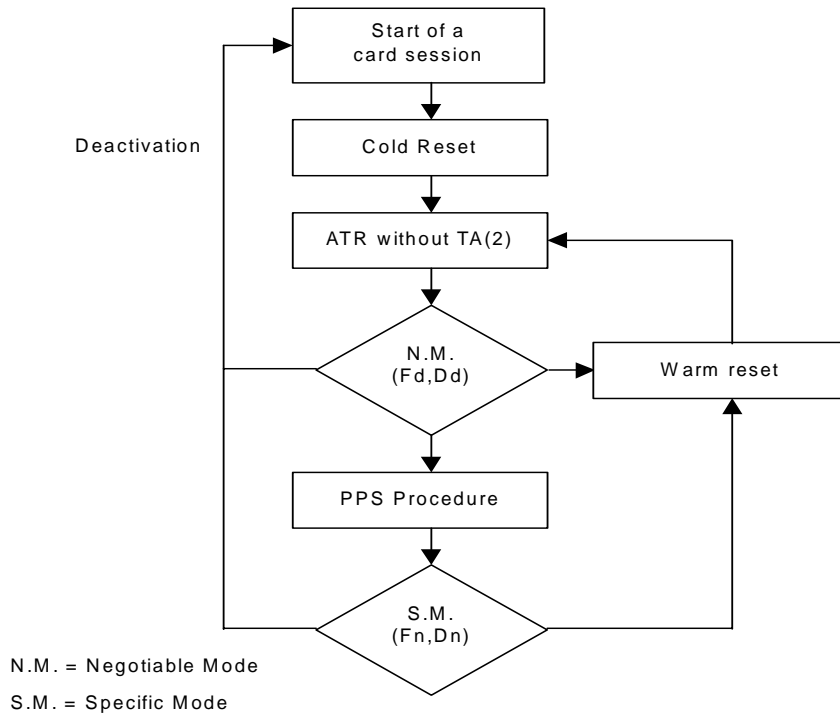 Start of a
card session
Deactivation
Cold Reset
ATR without TA(2)
N.M.
(Fd,Dd)
Warm reset
PPS Procedure
S.M.
(Fn,Dn)
N.M. = Negotiable Mode
S.M. = Specific Mode